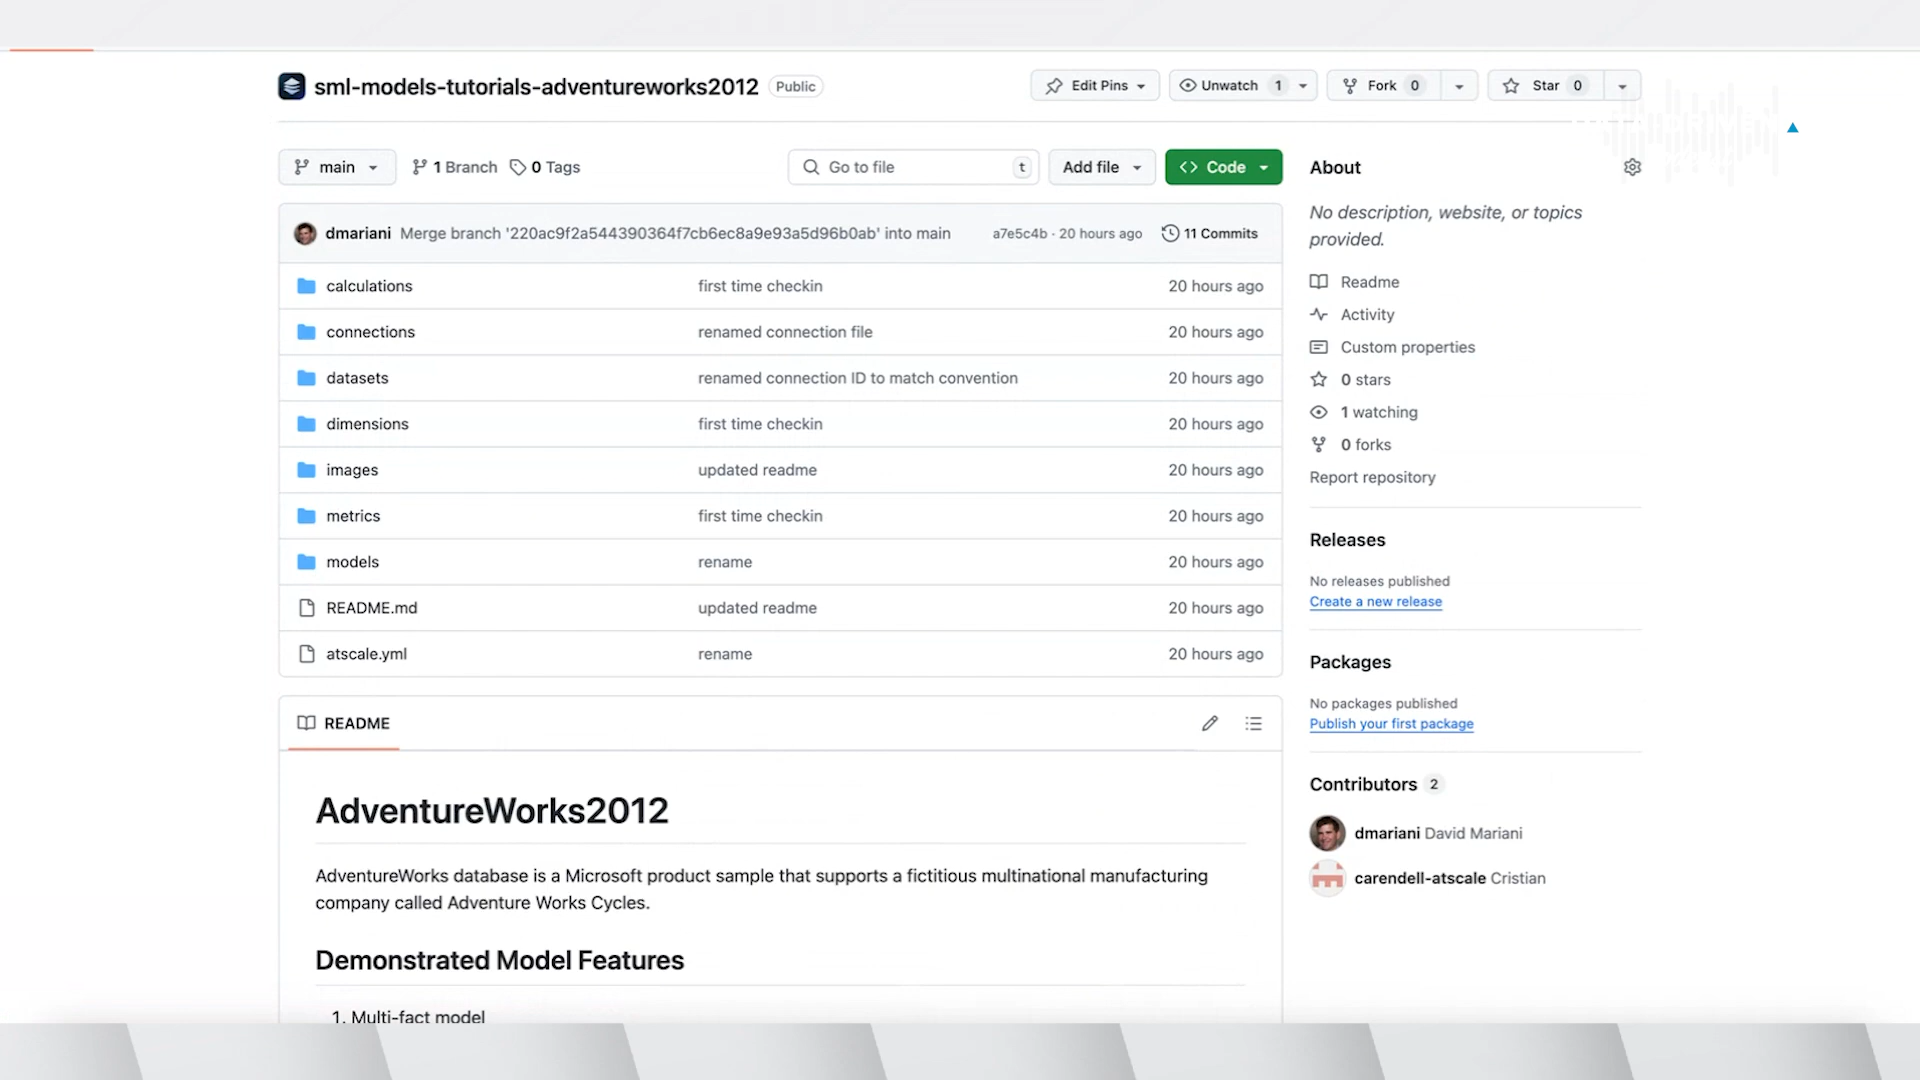 sml-models-tutorials-adventureworks2012 Public
Edit Pins Unwatch 1 Fork 0 Star 0
main 1 Branch 0 Tags
Go to file t Add file Code
dmariani Merge branch '220ac9f2a544390364f7cb6ec8a9e93a5d96b0ab' into main a7e5c4b · 20 hours ago 11 Commits
calculations first time checkin 20 hours ago
connections renamed connection file 20 hours ago
datasets renamed connection ID to match convention 20 hours ago
dimensions first time checkin 20 hours ago
images updated readme 20 hours ago
metrics first time checkin 20 hours ago
models rename 20 hours ago
README.md updated readme 20 hours ago
atscale.yml rename 20 hours ago
README
AdventureWorks2012
AdventureWorks database is a Microsoft product sample that supports a fictitious multinational manufacturing
company called Adventure Works Cycles.
Demonstrated Model Features
1. Multi-fact model
About
No description, website, or topics
provided.
Readme
Activity
Custom properties
0 stars
1 watching
0 forks
Report repository
Releases
No releases published
Create a new release
Packages
No packages published
Publish your first package
Contributors 2
dmariani David Mariani
carendell-atscale Cristian